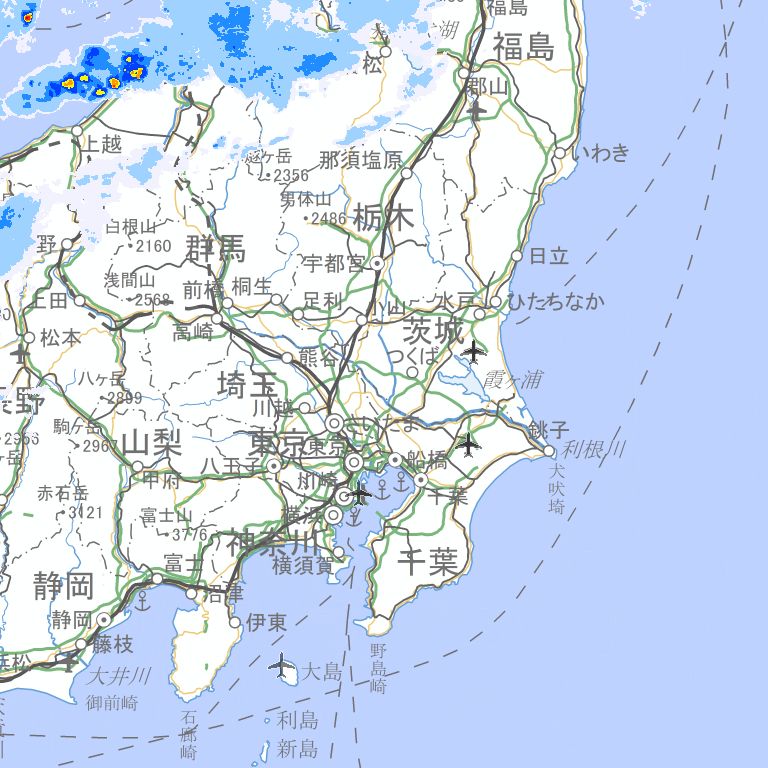 福島
福島
湖
松
郡山
上越
いわき
那須塩原
2356
男体山
2486
栃木
白根山
2160
群馬
野
宇都宮
日立
浅間山
2568
前橋
桐生
足利
小山
水戸
ひたちなか
上田
高崎
茨城
松本
熊谷
つくば
霞ヶ浦
八ヶ岳
2899
埼玉
川越
さいたま
銚子
駒ヶ岳
山梨
東京
東京
船橋
利根川
八王子
甲府
川崎
千葉
犬吠埼
赤石岳
3121
富士山
3776
横浜
神奈川
横須賀
千葉
富士
静岡
沼津
静岡
伊東
藤枝
浜松
野島崎
大井川
大島
御前崎
石廊崎
利島
新島